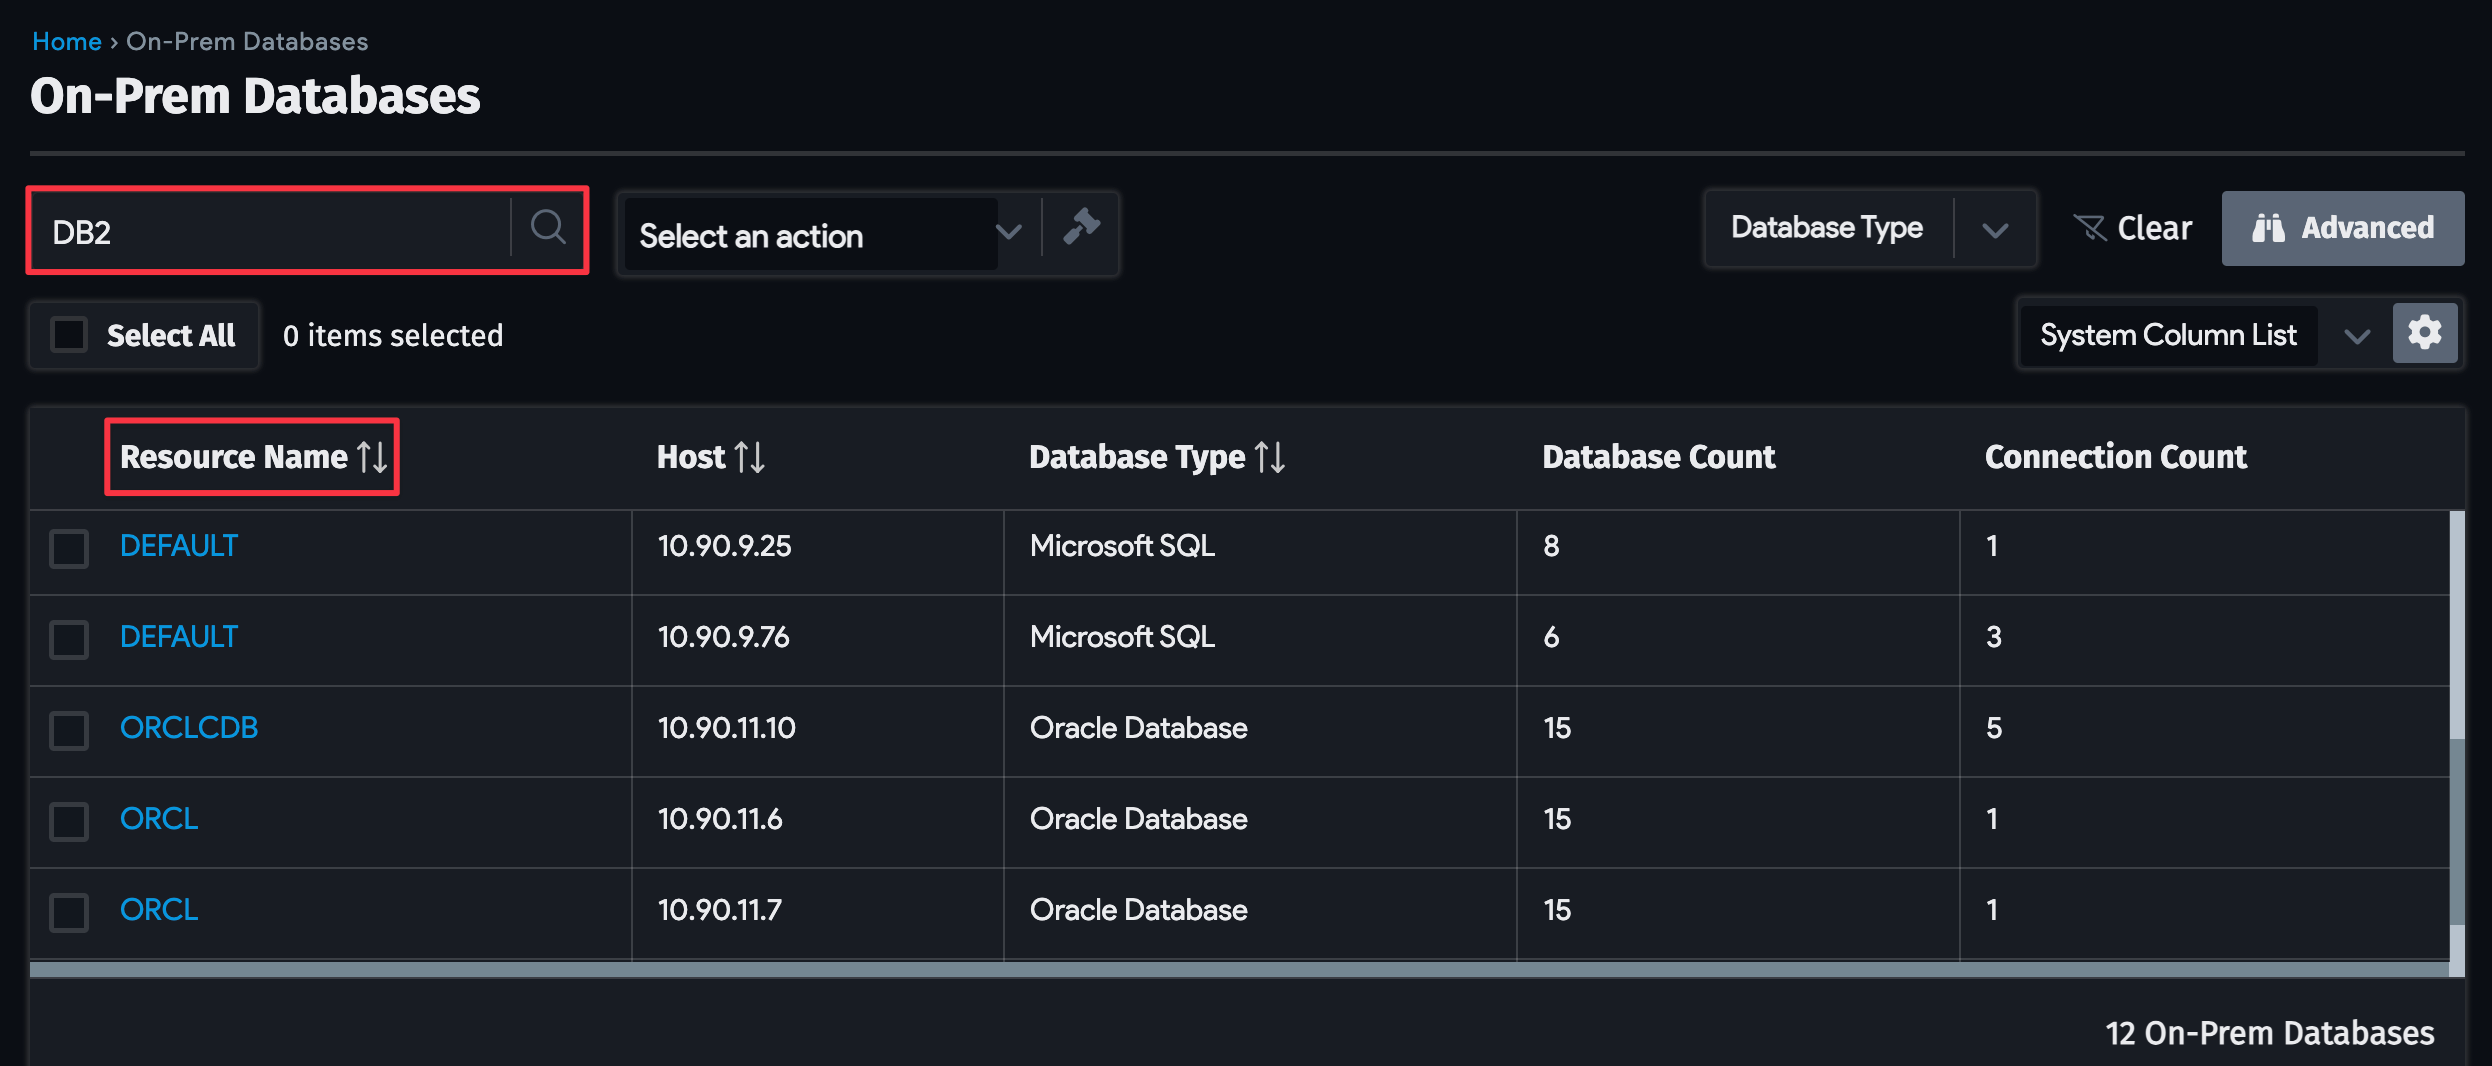 Home › On-Prem Databases
On-Prem Databases
DB2 Select an action Database Type Clear Advanced
Select All 0 items selected System Column List
Resource Name Host Database Type Database Count Connection Count
DEFAULT 10.90.9.25 Microsoft SQL 8 1
DEFAULT 10.90.9.76 Microsoft SQL 6 3
ORCLCDB 10.90.11.10 Oracle Database 15 5
ORCL 10.90.11.6 Oracle Database 15 1
ORCL 10.90.11.7 Oracle Database 15 1
12 On-Prem Databases